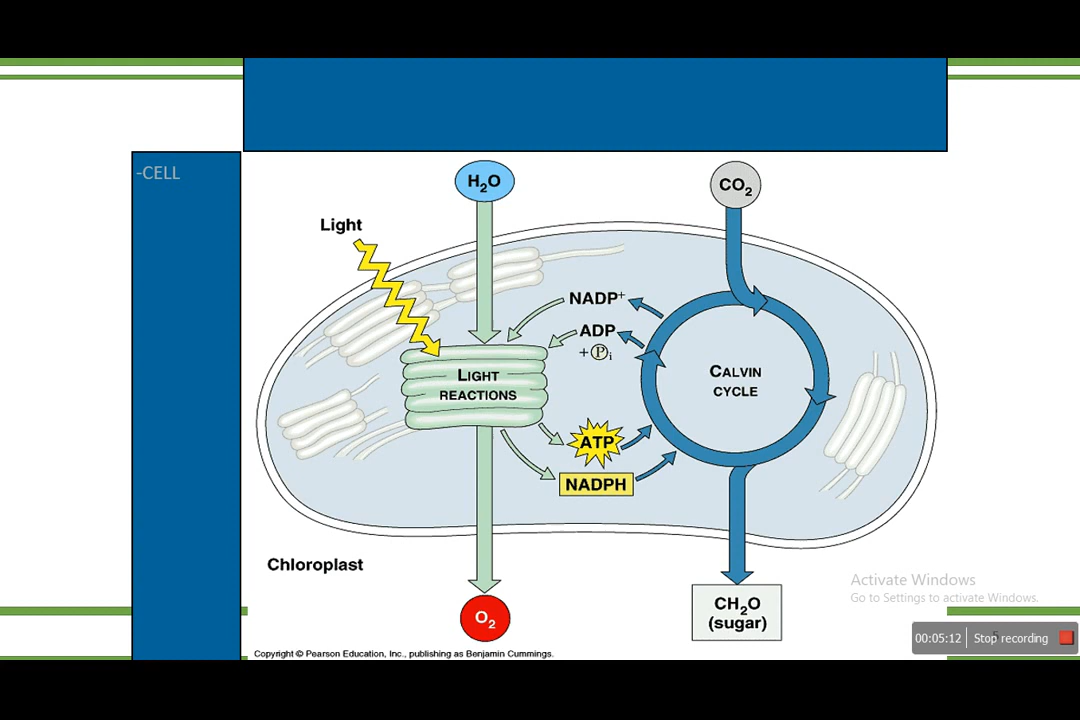 -CELL
H₂O
CO₂
Light
NADP⁺
ADP
+ Ⓟᵢ
LIGHT
REACTIONS
CALVIN
CYCLE
ATP
NADPH
Chloroplast
O₂
CH₂O
(sugar)
Activate Windows
Go to Settings to activate Windows.
00:05:12 Stop recording
Copyright © Pearson Education, Inc., publishing as Benjamin Cummings.